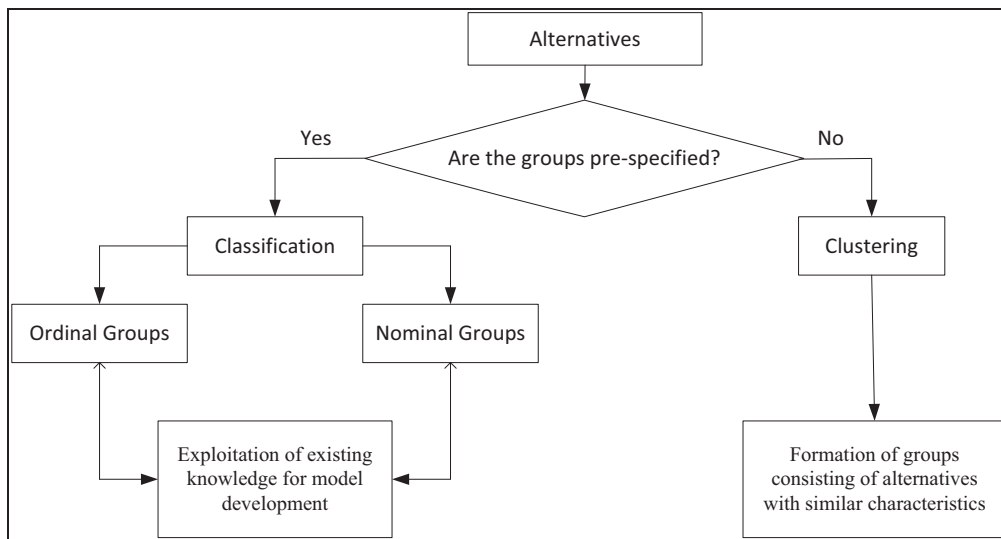 Alternatives
Are the groups pre-specified?
Yes
No
Classification
Clustering
Ordinal Groups
Nominal Groups
Exploitation of existing
knowledge for model
development
Formation of groups
consisting of alternatives
with similar characteristics